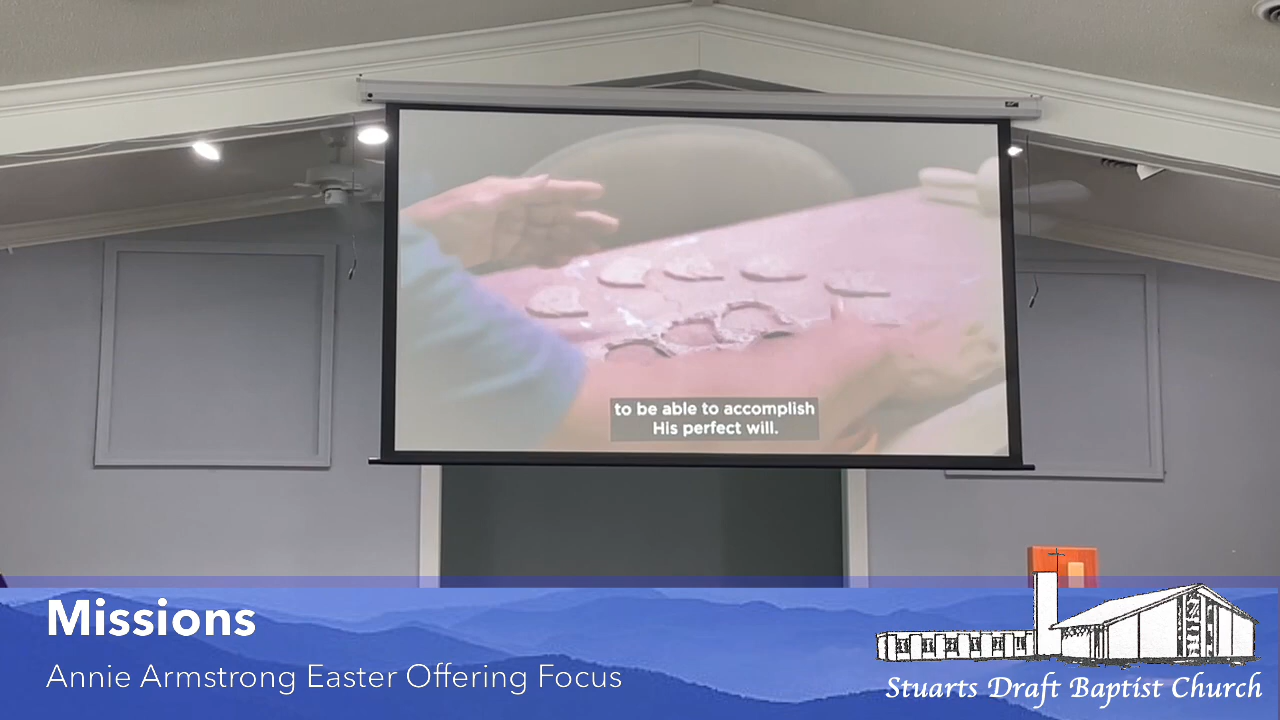 to be able to accomplish
His perfect will.
Missions
Annie Armstrong Easter Offering Focus
Stuarts Draft Baptist Church